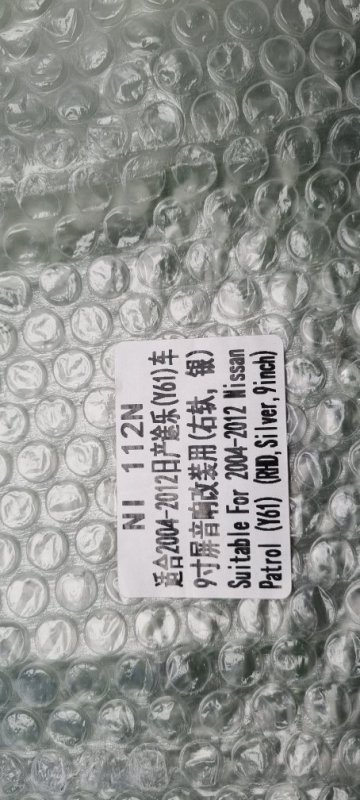 NI 112N
适合2004-2012日产途乐(Y61)车
9寸屏音响改装用(右轨, 银)
Suitable For 2004-2012 Nissan
Patrol (Y61) (RHD,Silver,9inch)